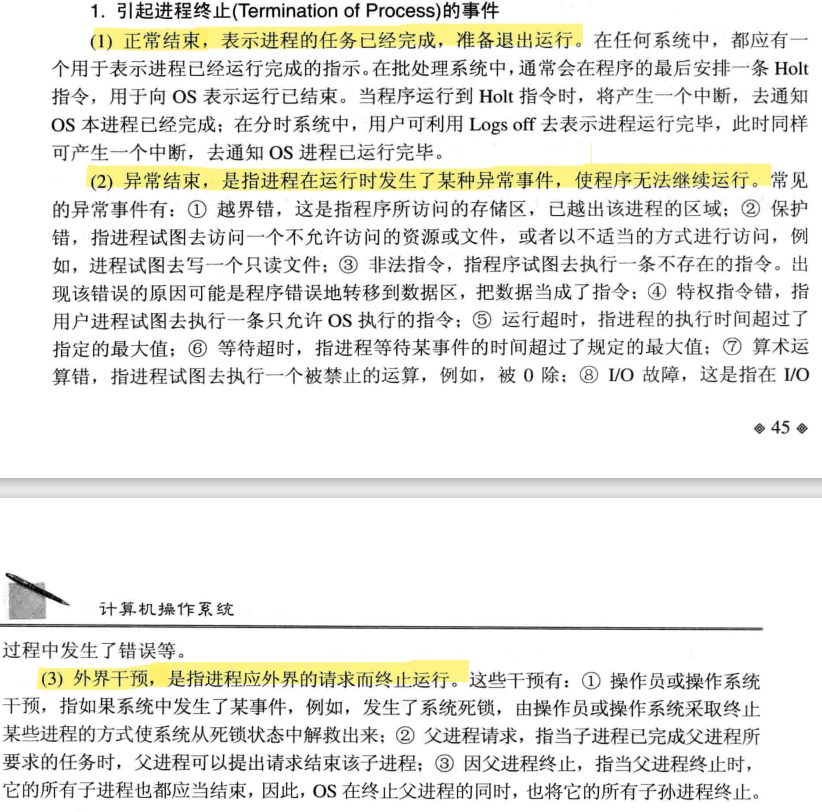 1. 引起进程终止(Termination of Process)的事件
(1) 正常结束，表示进程的任务已经完成，准备退出运行。在任何系统中，都应有一
个用于表示进程已经运行完成的指示。在批处理系统中，通常会在程序的最后安排一条 Holt
指令，用于向 OS 表示运行已结束。当程序运行到 Holt 指令时，将产生一个中断，去通知
OS 本进程已经完成；在分时系统中，用户可利用 Logs off 去表示进程运行完毕，此时同样
可产生一个中断，去通知 OS 进程已运行完毕。
(2) 异常结束，是指进程在运行时发生了某种异常事件，使程序无法继续运行。常见
的异常事件有：① 越界错，这是指程序所访问的存储区，已越出该进程的区域；② 保护
错，指进程试图去访问一个不允许访问的资源或文件，或者以不适当的方式进行访问，例
如，进程试图去写一个只读文件；③ 非法指令，指程序试图去执行一条不存在的指令。出
现该错误的原因可能是程序错误地转移到数据区，把数据当成了指令；④ 特权指令错，指
用户进程试图去执行一条只允许 OS 执行的指令；⑤ 运行超时，指进程的执行时间超过了
指定的最大值；⑥ 等待超时，指进程等待某事件的时间超过了规定的最大值；⑦ 算术运
算错，指进程试图去执行一个被禁止的运算，例如，被 0 除；⑧ I/O 故障，这是指在 I/O
45
计算机操作系统
过程中发生了错误等。
(3) 外界干预，是指进程应外界的请求而终止运行。这些干预有：① 操作员或操作系统
干预，指如果系统中发生了某事件，例如，发生了系统死锁，由操作员或操作系统采取终止
某些进程的方式使系统从死锁状态中解救出来；② 父进程请求，指当子进程已完成父进程所
要求的任务时，父进程可以提出请求结束该子进程；③ 因父进程终止，指当父进程终止时，
它的所有子进程也都应当结束，因此，OS 在终止父进程的同时，也将它的所有子孙进程终止。